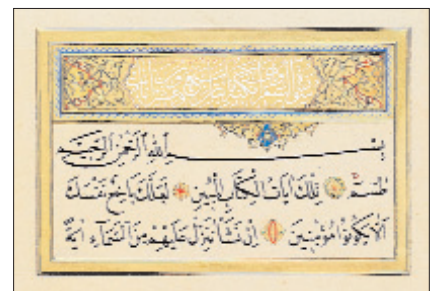 بسم الله الرحمن الرحيم
طسم تلك آيات الكتاب المبين لعلك باخع نفسك
ألا يكونوا مؤمنين إن نشأ ننزل عليهم من السماء آية